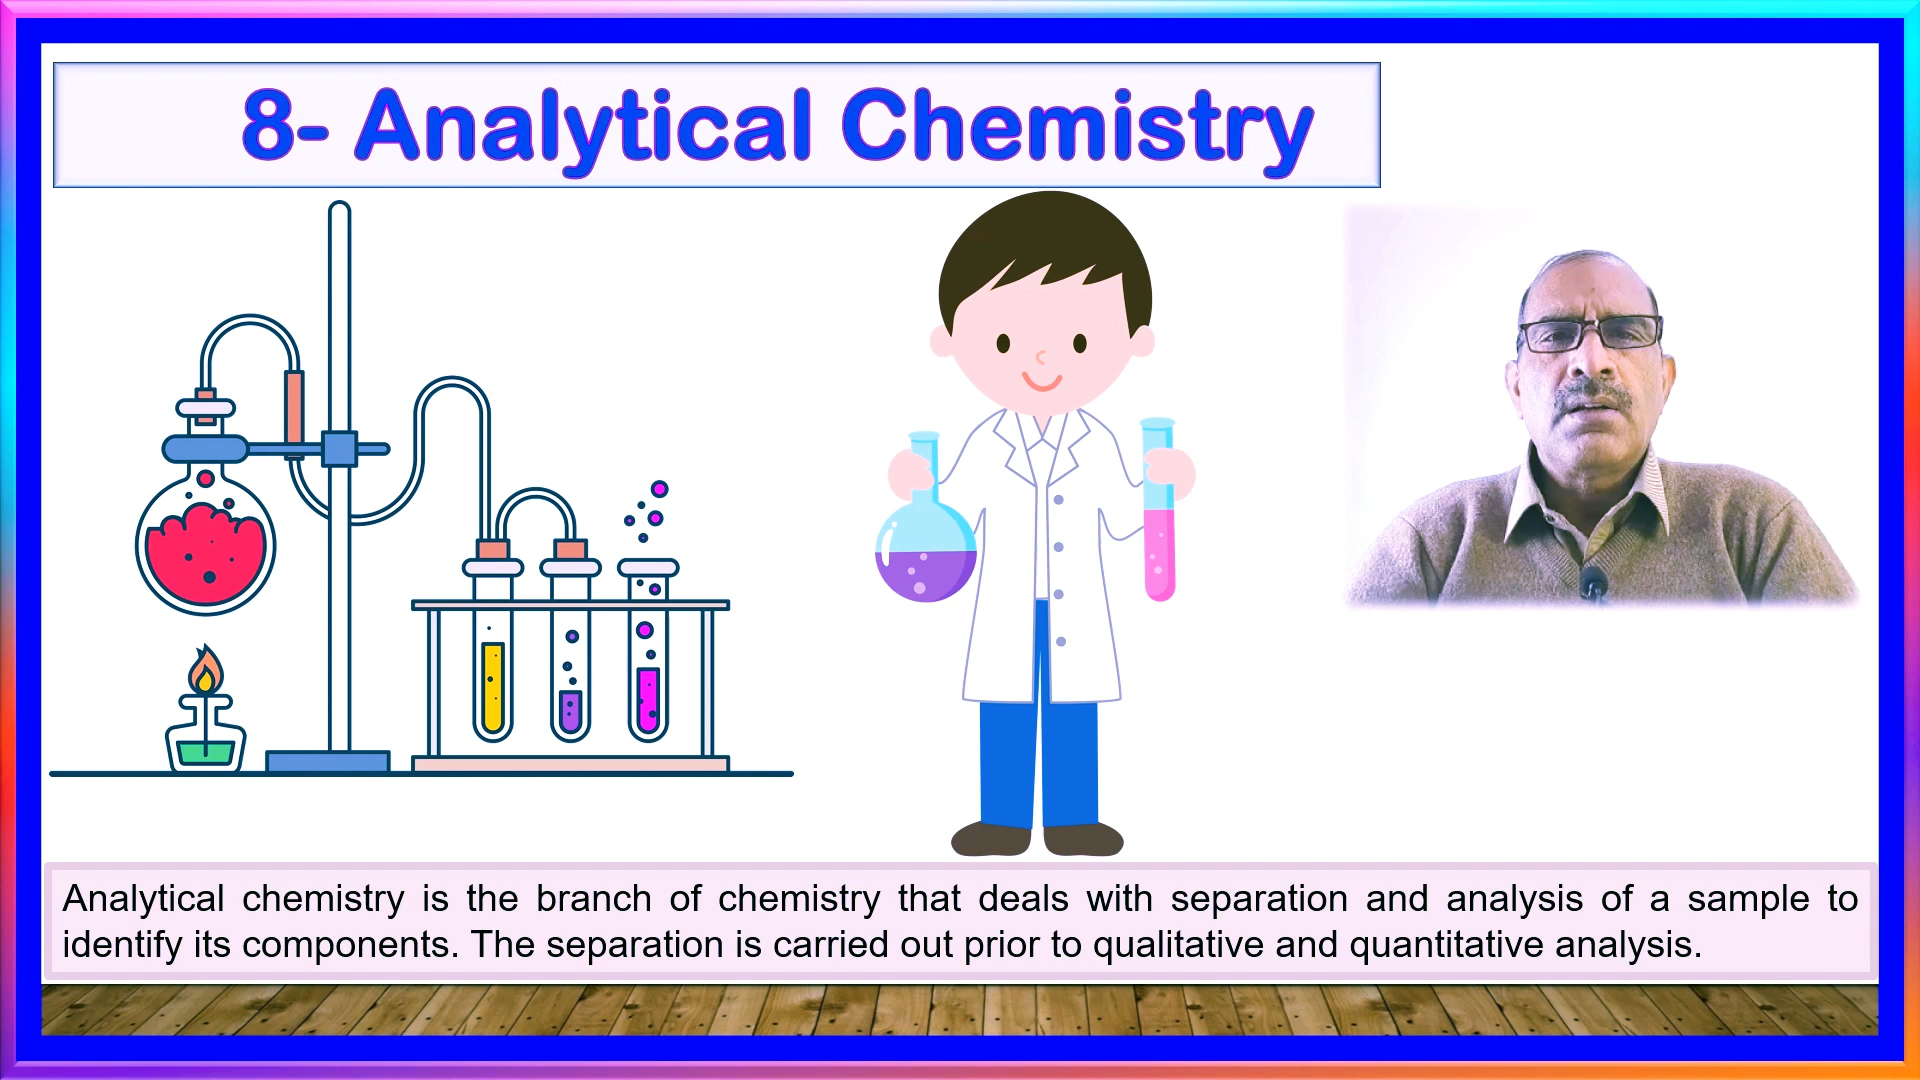 8- Analytical Chemistry
Analytical chemistry is the branch of chemistry that deals with separation and analysis of a sample to
identify its components. The separation is carried out prior to qualitative and quantitative analysis.